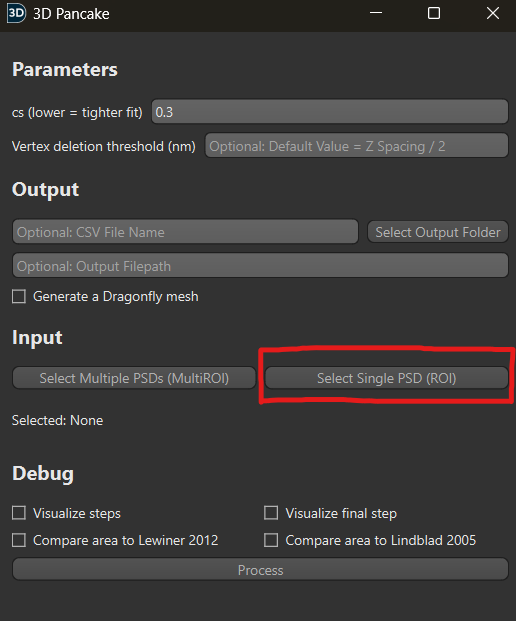 3D 3D Pancake
Parameters
cs (lower = tighter fit) 0.3
Vertex deletion threshold (nm) Optional: Default Value = Z Spacing / 2
Output
Optional: CSV File Name Select Output Folder
Optional: Output Filepath
Generate a Dragonfly mesh
Input
Select Multiple PSDs (MultiROI) Select Single PSD (ROI)
Selected: None
Debug
Visualize steps Visualize final step
Compare area to Lewiner 2012 Compare area to Lindblad 2005
Process